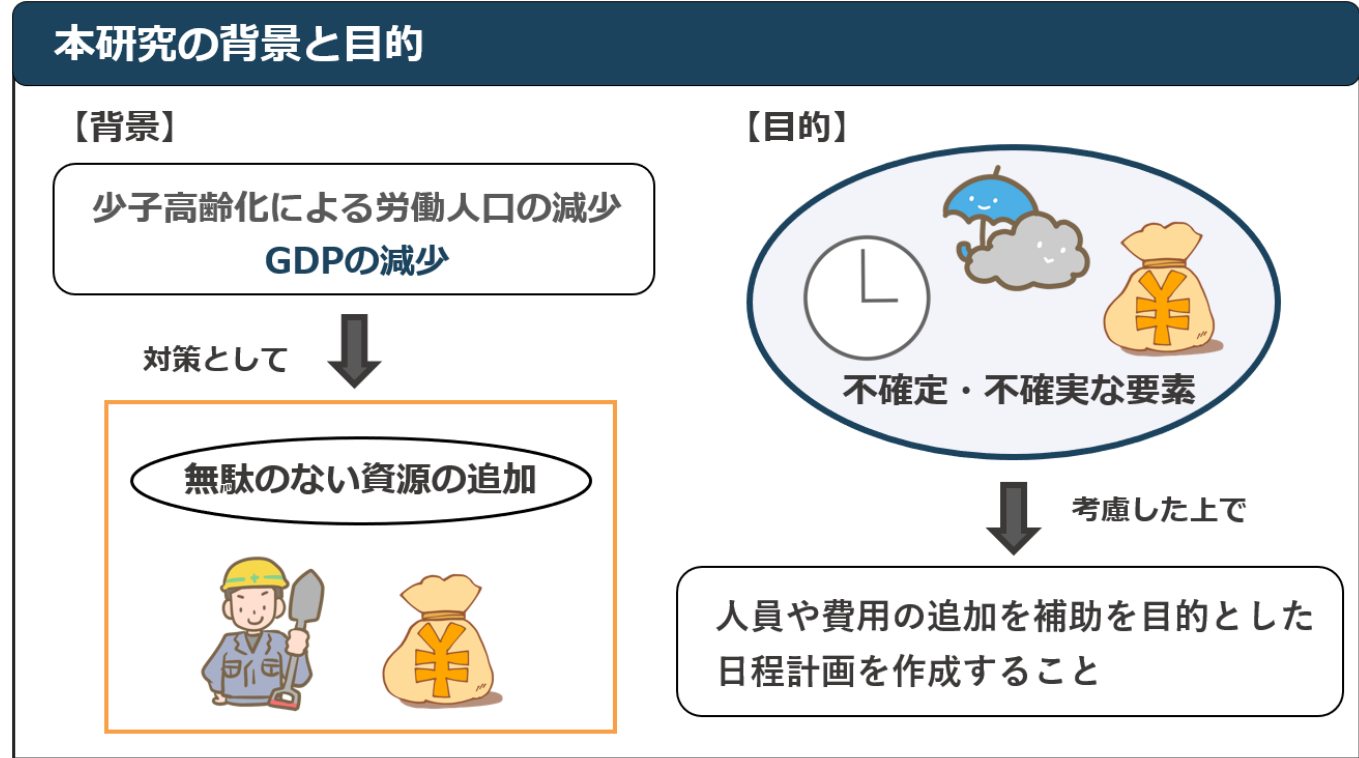 本研究の背景と目的
【背景】
少子高齢化による労働人口の減少
GDPの減少
対策として
無駄のない資源の追加
¥
【目的】
¥
不確定・不確実な要素
考慮した上で
人員や費用の追加を補助を目的とした
日程計画を作成すること